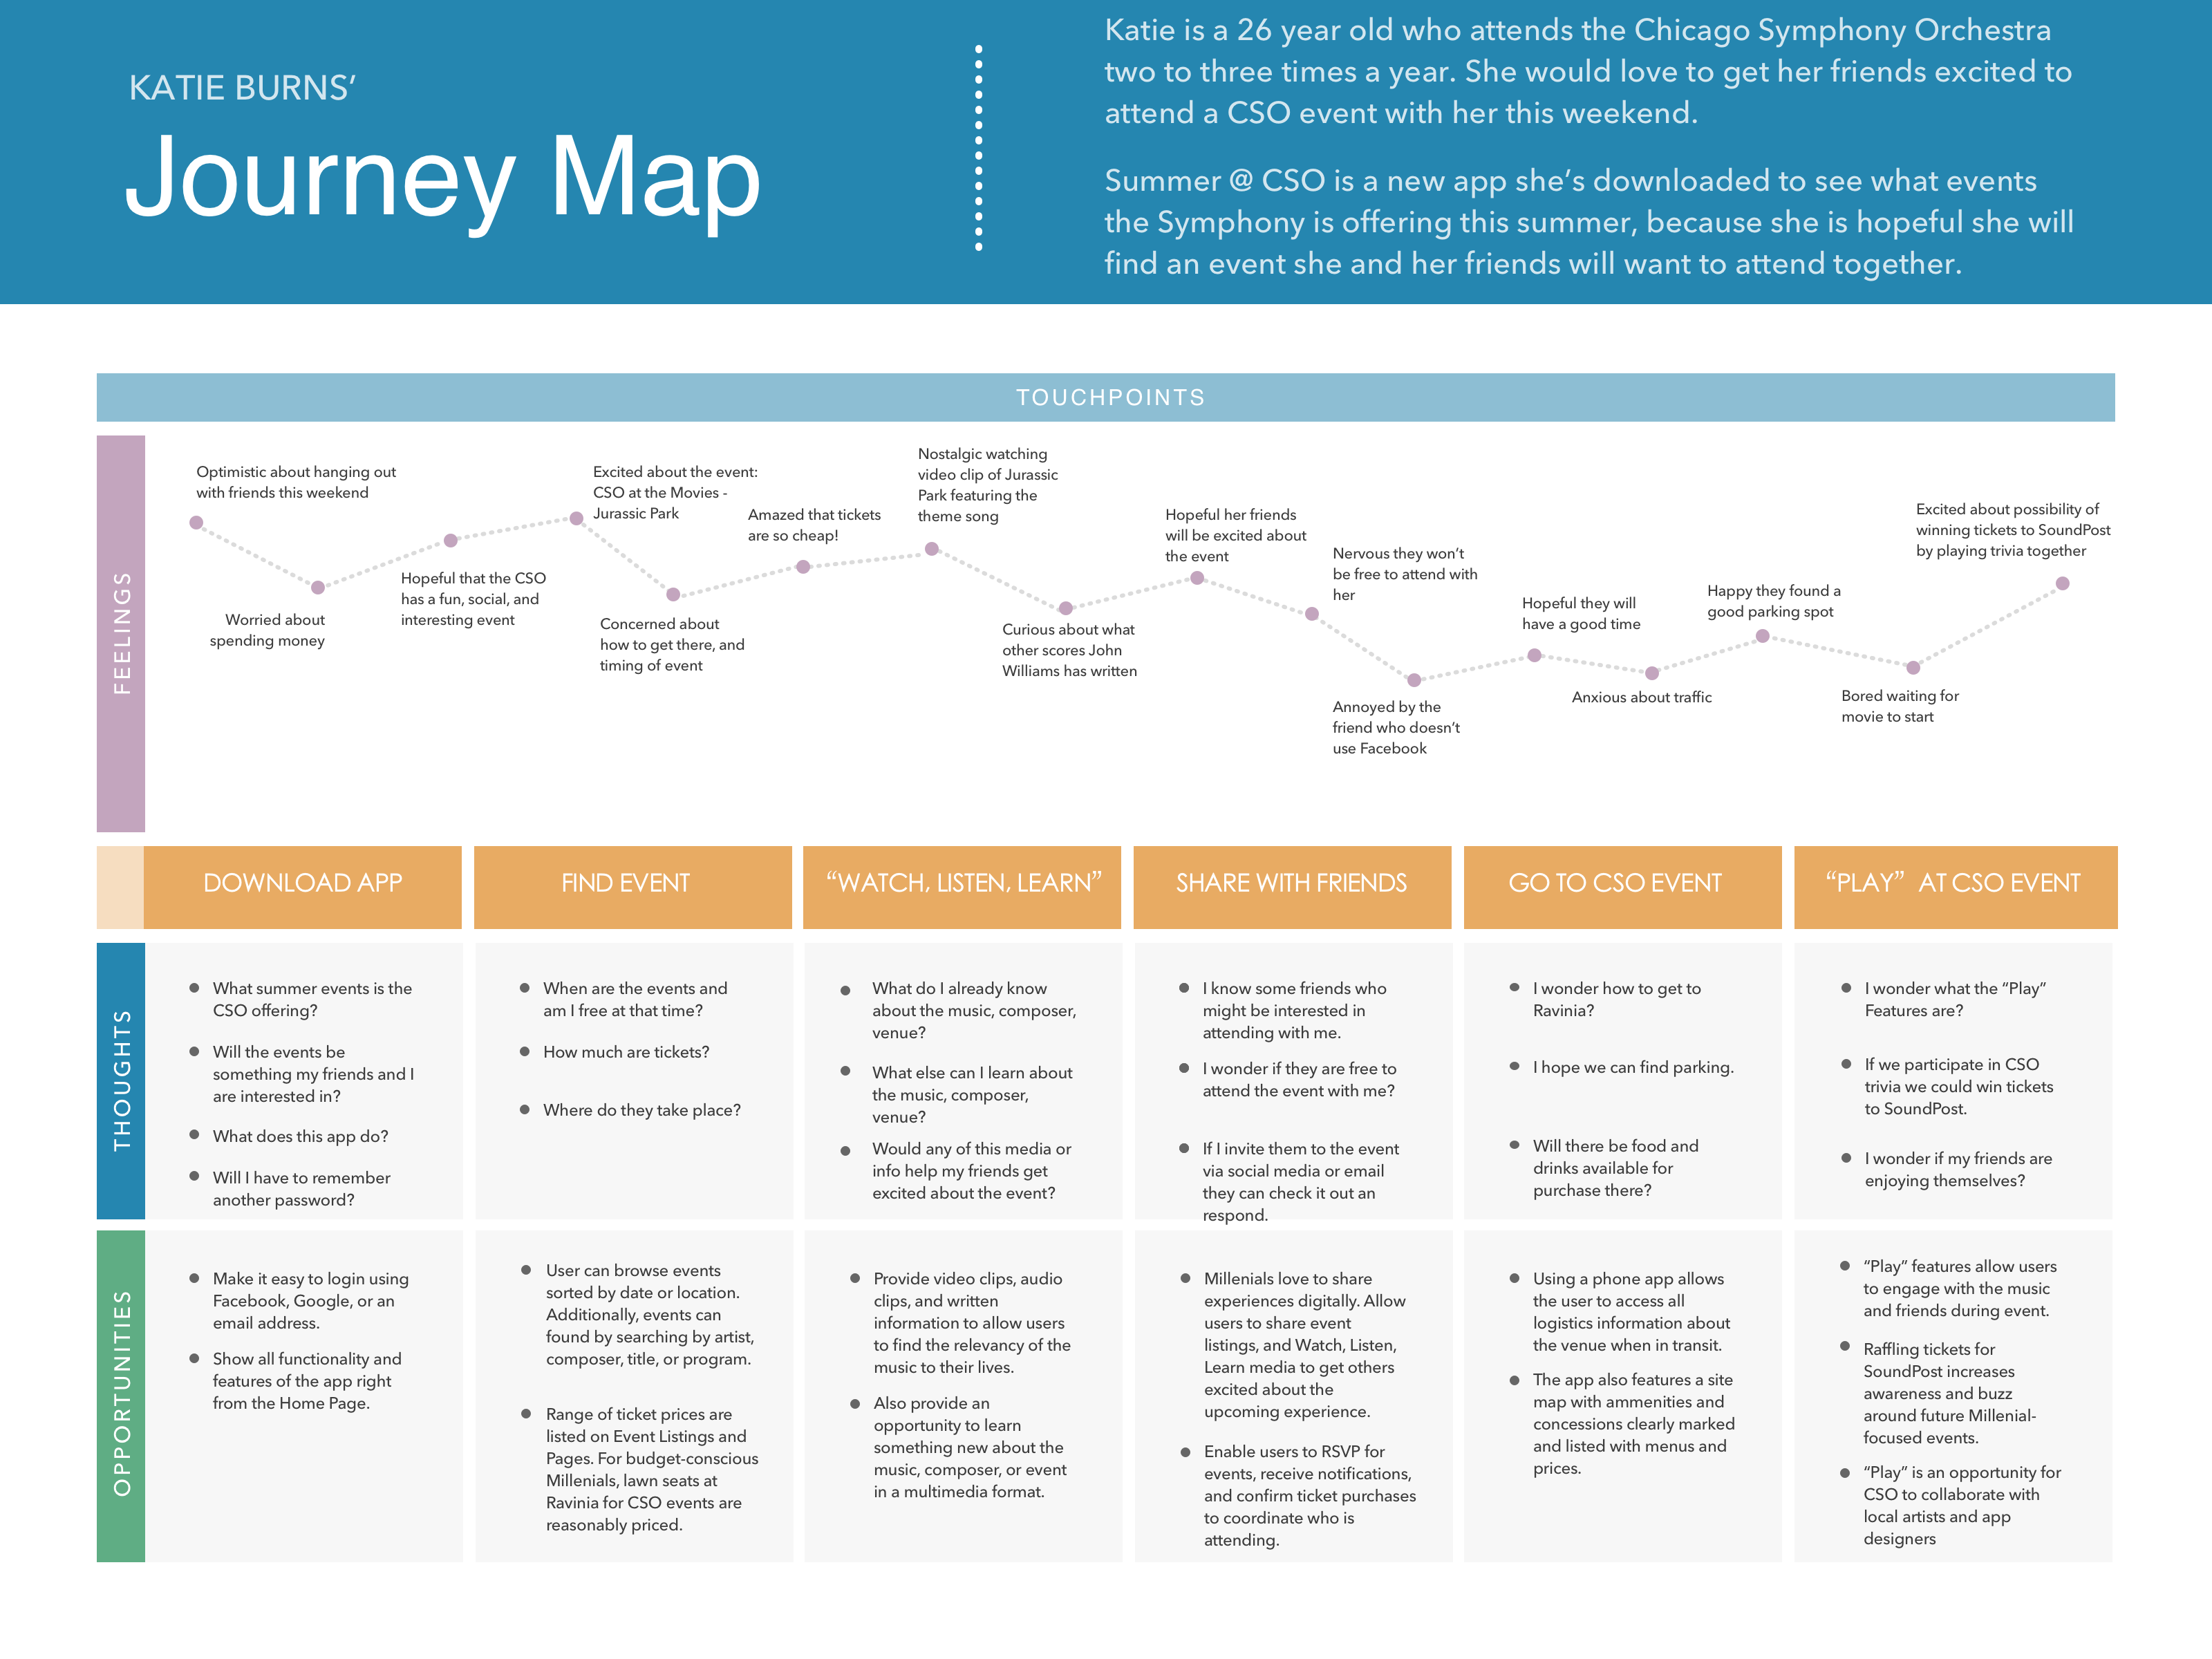 KATIE BURNS’
Journey Map
Katie is a 26 year old who attends the Chicago Symphony Orchestra
two to three times a year. She would love to get her friends excited to
attend a CSO event with her this weekend.
Summer @ CSO is a new app she’s downloaded to see what events
the Symphony is offering this summer, because she is hopeful she will
find an event she and her friends will want to attend together.
TOUCHPOINTS
FEELINGS
Optimistic about hanging out
with friends this weekend
Worried about
spending money
Hopeful that the CSO
has a fun, social, and
interesting event
Excited about the event:
CSO at the Movies -
Jurassic Park
Concerned about
how to get there, and
timing of event
Amazed that tickets
are so cheap!
Nostalgic watching
video clip of Jurassic
Park featuring the
theme song
Curious about what
other scores John
Williams has written
Hopeful her friends
will be excited about
the event
Nervous they won’t
be free to attend with
her
Annoyed by the
friend who doesn’t
use Facebook
Hopeful they will
have a good time
Anxious about traffic
Happy they found a
good parking spot
Bored waiting for
movie to start
Excited about possibility of
winning tickets to SoundPost
by playing trivia together
DOWNLOAD APP
FIND EVENT
“WATCH, LISTEN, LEARN”
SHARE WITH FRIENDS
GO TO CSO EVENT
“PLAY” AT CSO EVENT
THOUGHTS
What summer events is the
CSO offering?
Will the events be
something my friends and I
are interested in?
What does this app do?
Will I have to remember
another password?
When are the events and
am I free at that time?
How much are tickets?
Where do they take place?
What do I already know
about the music, composer,
venue?
What else can I learn about
the music, composer,
venue?
Would any of this media or
info help my friends get
excited about the event?
I know some friends who
might be interested in
attending with me.
I wonder if they are free to
attend the event with me?
If I invite them to the event
via social media or email
they can check it out an
respond.
I wonder how to get to
Ravinia?
I hope we can find parking.
Will there be food and
drinks available for
purchase there?
I wonder what the “Play”
Features are?
If we participate in CSO
trivia we could win tickets
to SoundPost.
I wonder if my friends are
enjoying themselves?
OPPORTUNITIES
Make it easy to login using
Facebook, Google, or an
email address.
Show all functionality and
features of the app right
from the Home Page.
User can browse events
sorted by date or location.
Additionally, events can
found by searching by artist,
composer, title, or program.
Range of ticket prices are
listed on Event Listings and
Pages. For budget-conscious
Millenials, lawn seats at
Ravinia for CSO events are
reasonably priced.
Provide video clips, audio
clips, and written
information to allow users
to find the relevancy of the
music to their lives.
Also provide an
opportunity to learn
something new about the
music, composer, or event
in a multimedia format.
Millenials love to share
experiences digitally. Allow
users to share event
listings, and Watch, Listen,
Learn media to get others
excited about the
upcoming experience.
Enable users to RSVP for
events, receive notifications,
and confirm ticket purchases
to coordinate who is
attending.
Using a phone app allows
the user to access all
logistics information about
the venue when in transit.
The app also features a site
map with ammenities and
concessions clearly marked
and listed with menus and
prices.
“Play” features allow users
to engage with the music
and friends during event.
Raffling tickets for
SoundPost increases
awareness and buzz
around future Millenial-
focused events.
“Play” is an opportunity for
CSO to collaborate with
local artists and app
designers